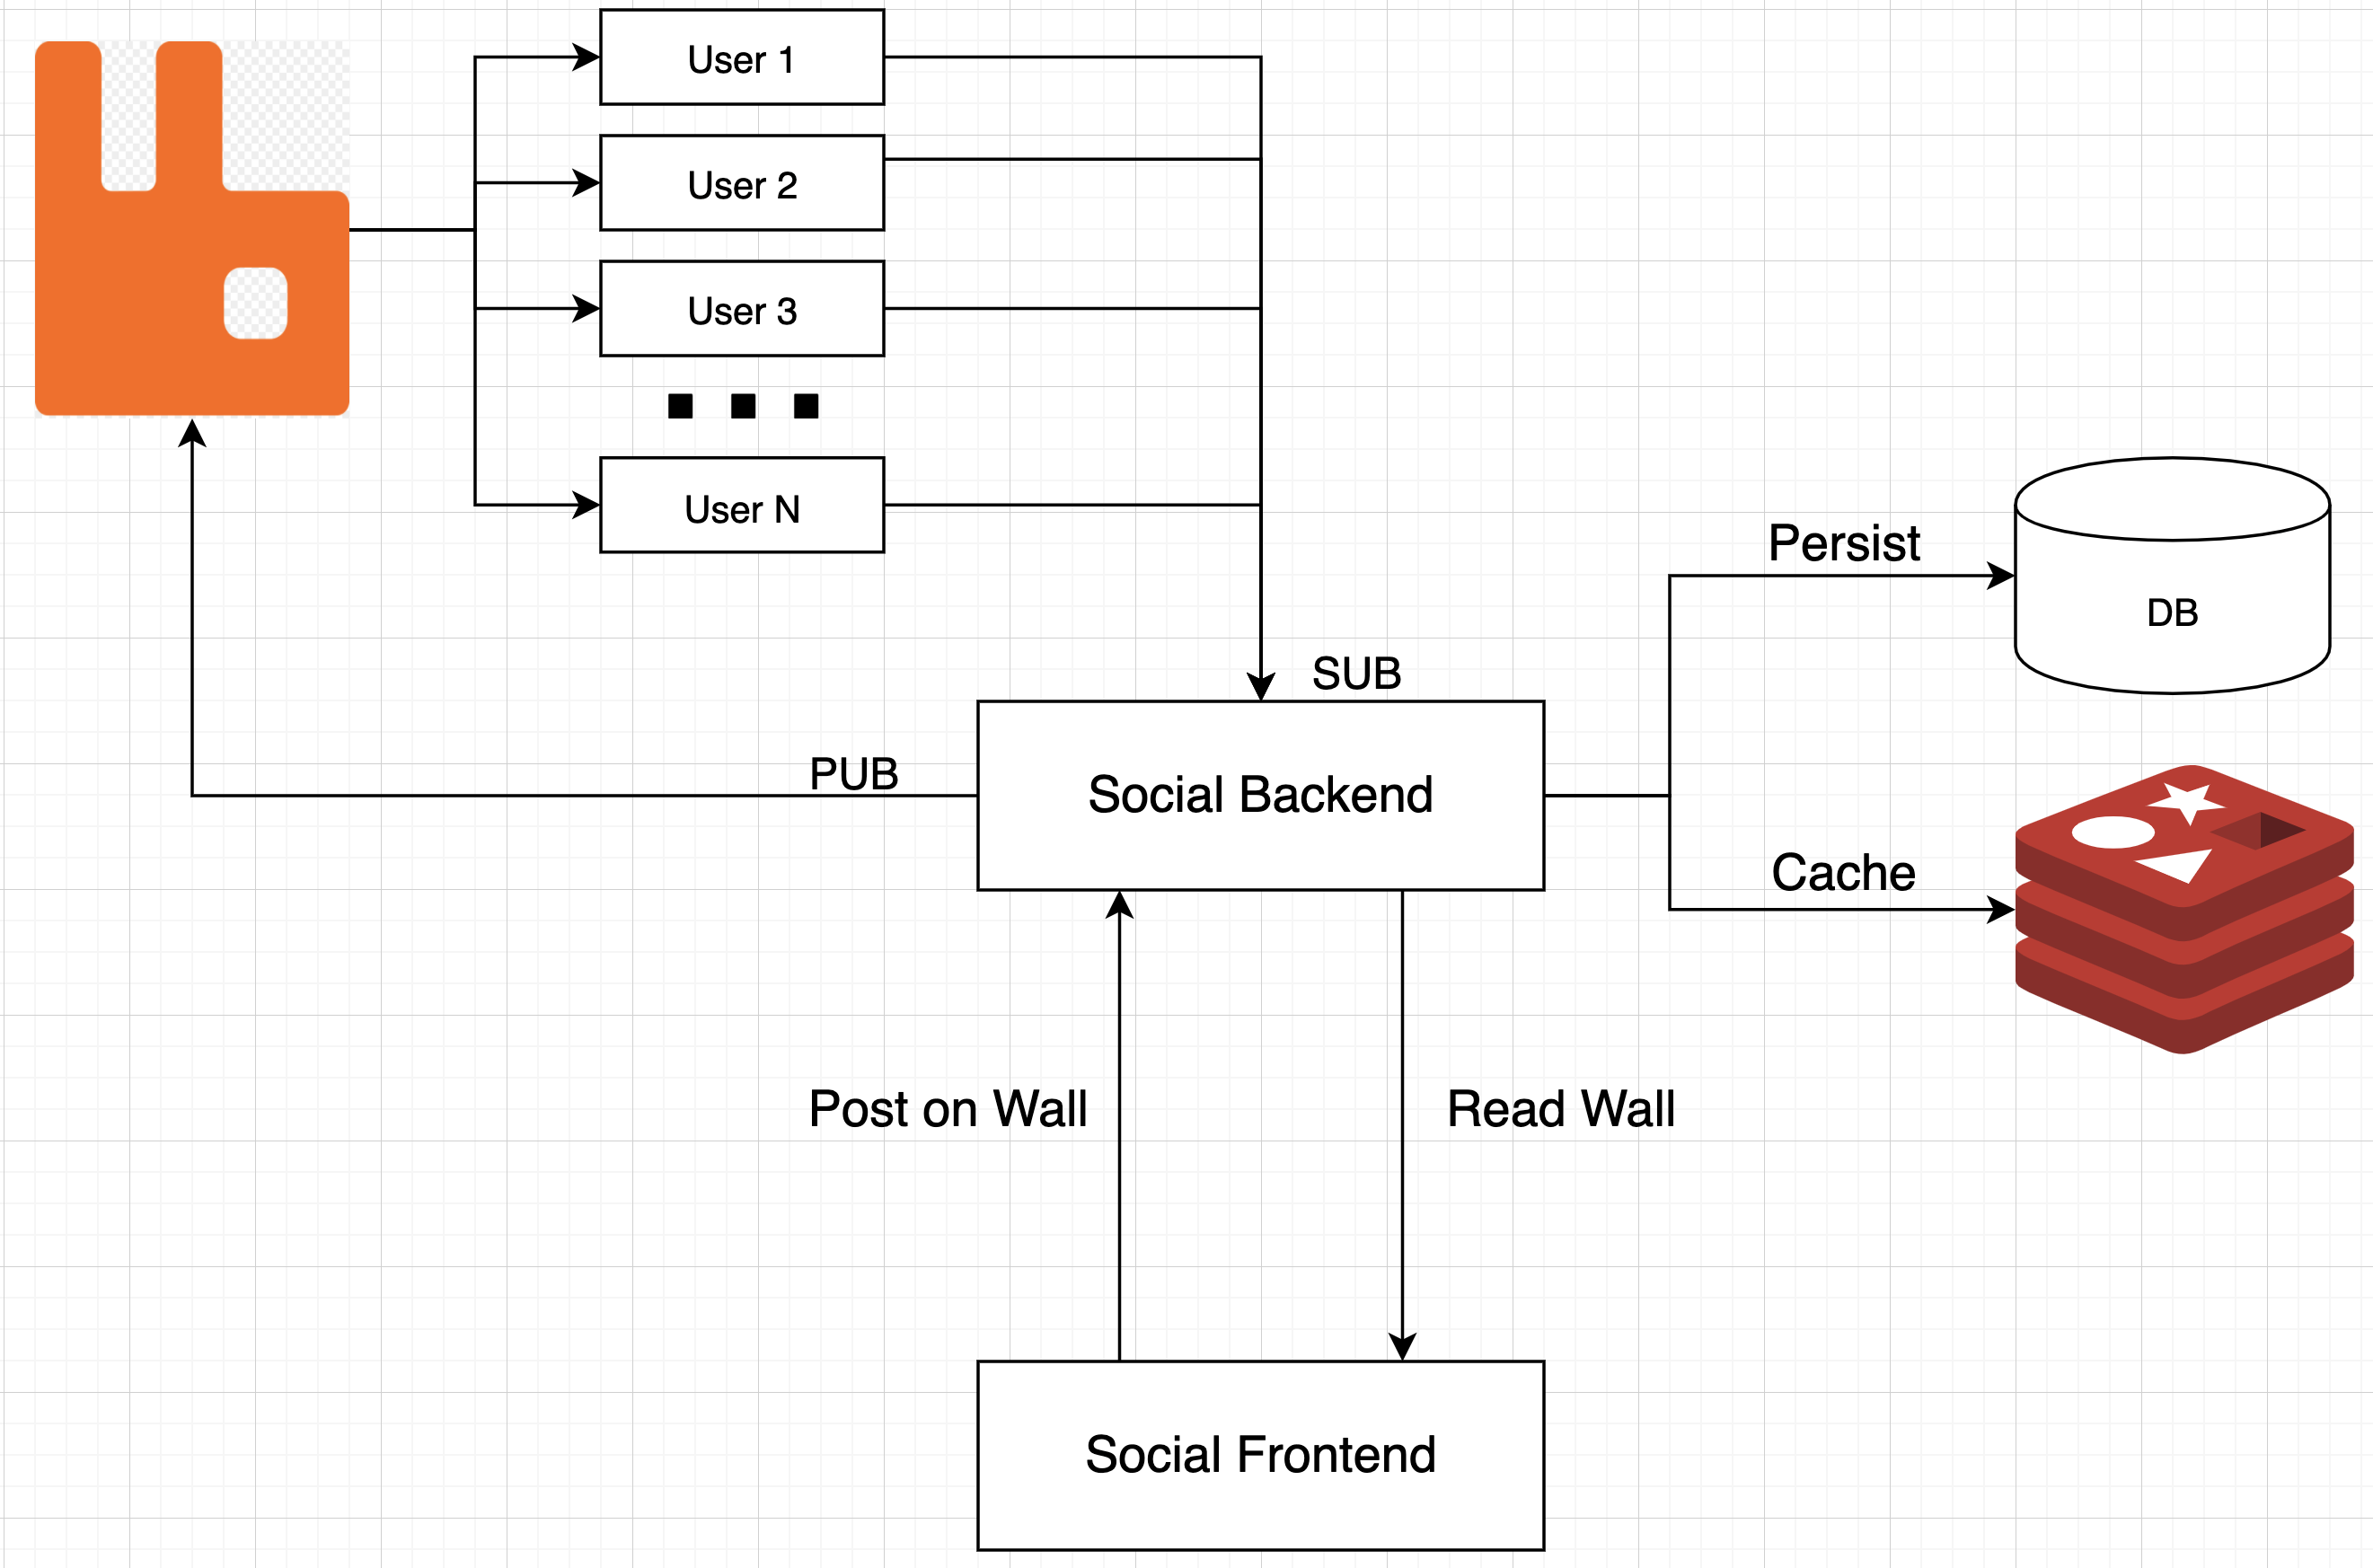 User 1
User 2
User 3
User N
Persist
DB
SUB
PUB
Social Backend
Cache
Post on Wall
Read Wall
Social Frontend